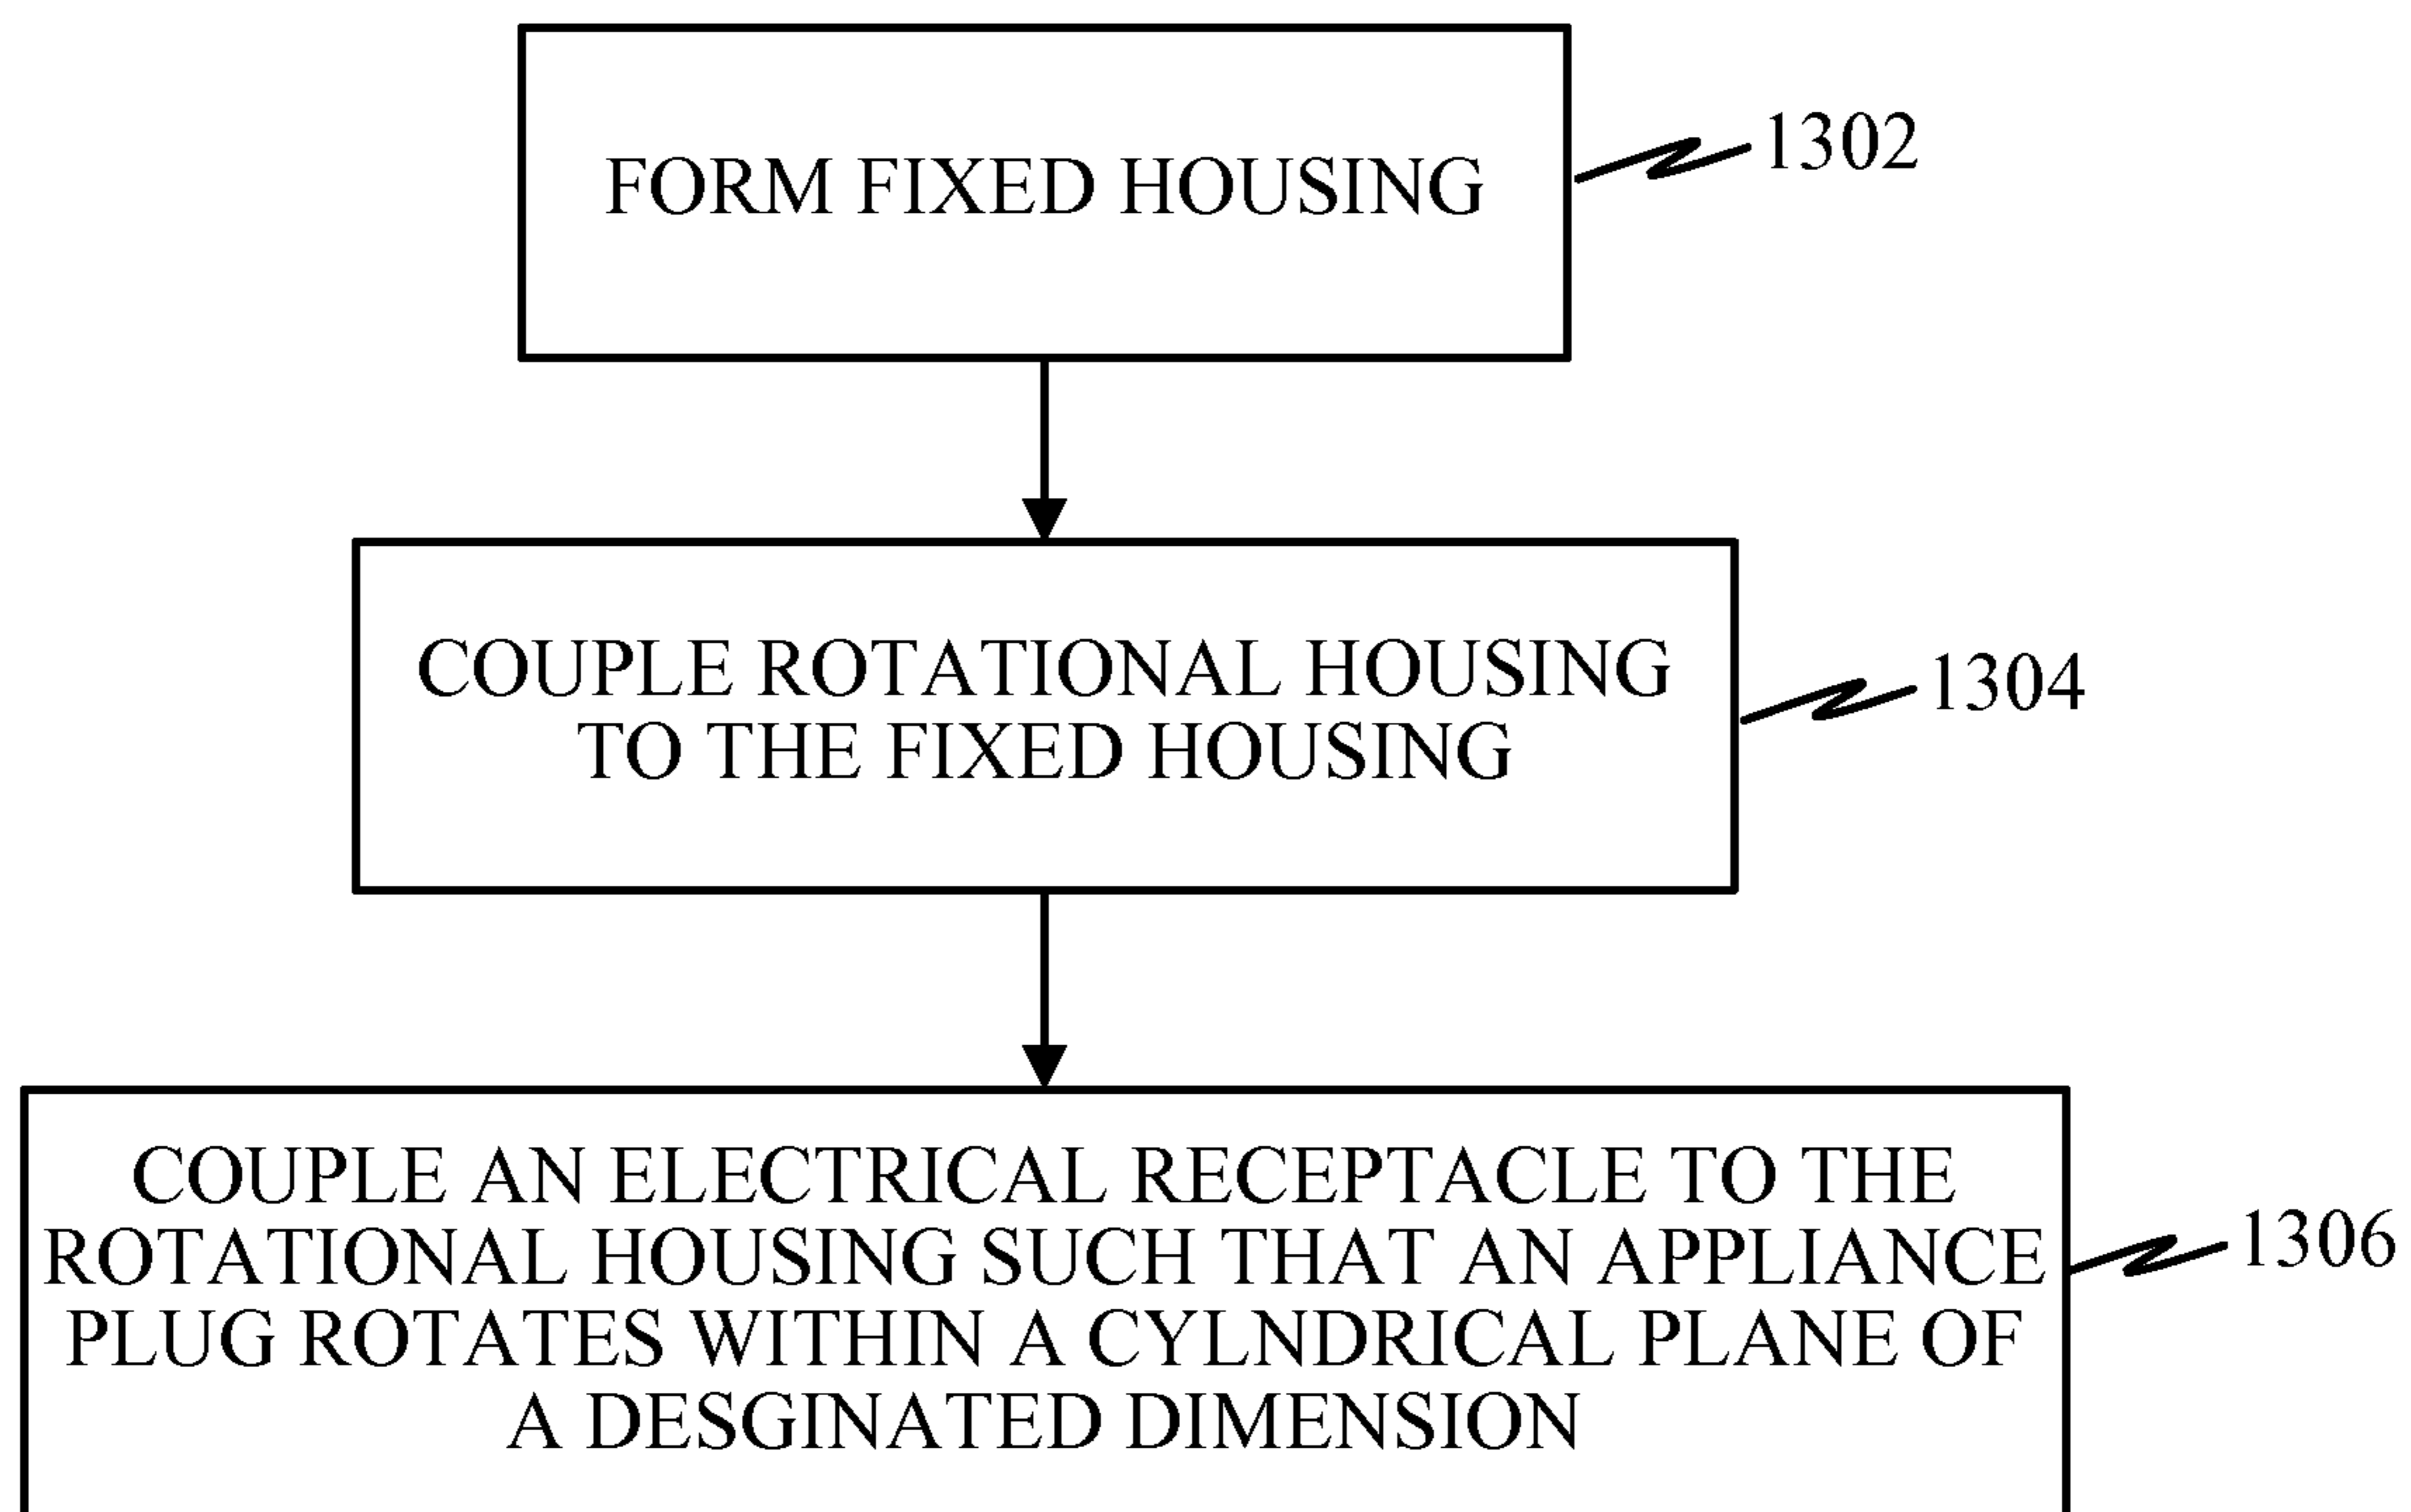 FORM FIXED HOUSING
1302
COUPLE ROTATIONAL HOUSING
TO THE FIXED HOUSING
1304
COUPLE AN ELECTRICAL RECEPTACLE TO THE
ROTATIONAL HOUSING SUCH THAT AN APPLIANCE
PLUG ROTATES WITHIN A CYLNDRICAL PLANE OF
A DESGINATED DIMENSION
1306